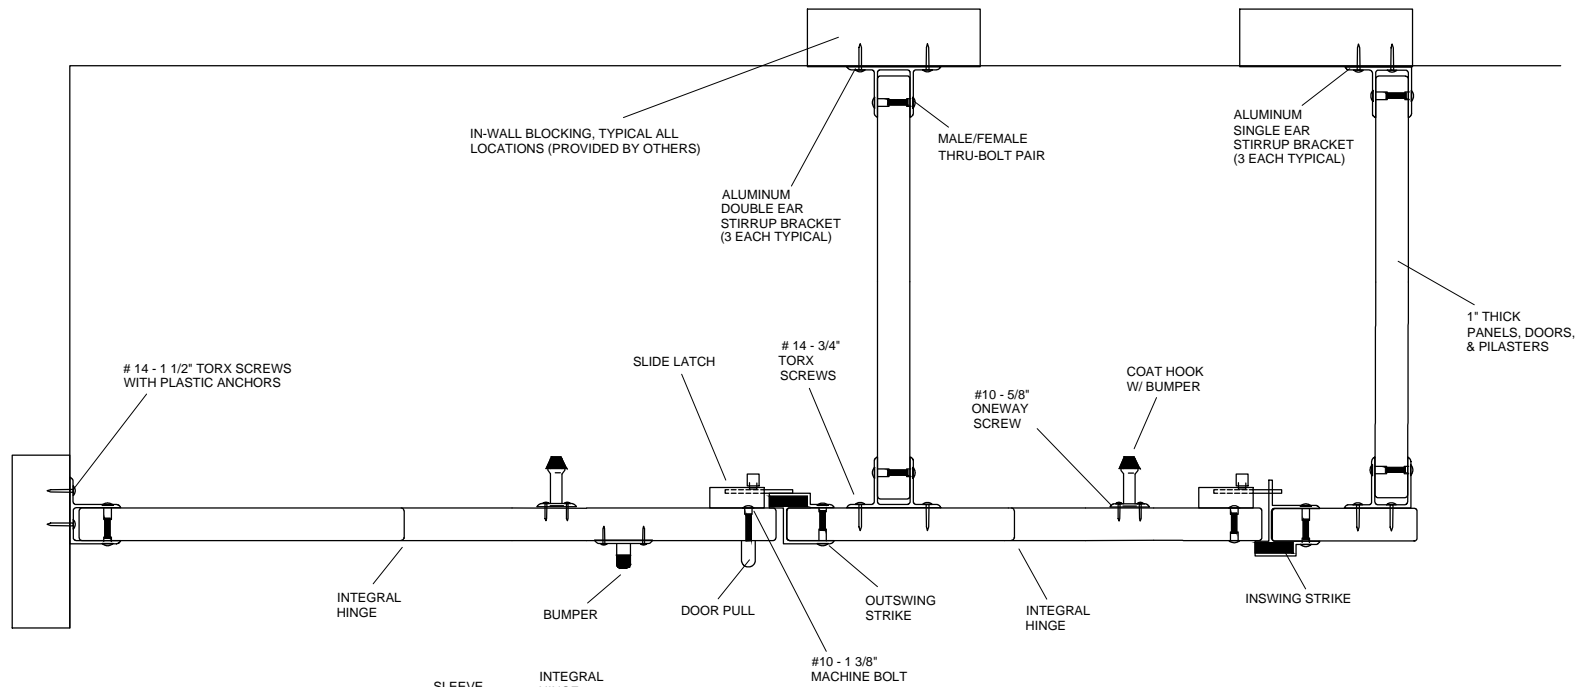 IN-WALL BLOCKING, TYPICAL ALL
LOCATIONS (PROVIDED BY OTHERS)
MALE/FEMALE
THRU-BOLT PAIR
ALUMINUM
SINGLE EAR
STIRRUP BRACKET
(3 EACH TYPICAL)
ALUMINUM
DOUBLE EAR
STIRRUP BRACKET
(3 EACH TYPICAL)
1" THICK
PANELS, DOORS,
& PILASTERS
# 14 - 1 1/2" TORX SCREWS
WITH PLASTIC ANCHORS
SLIDE LATCH
# 14 - 3/4"
TORX
SCREWS
#10 - 5/8"
ONEWAY
SCREW
COAT HOOK
W/ BUMPER
INTEGRAL
HINGE
BUMPER
DOOR PULL
OUTSWING
STRIKE
INTEGRAL
HINGE
INSWING STRIKE
#10 - 1 3/8"
MACHINE BOLT
SLEEVE
INTEGRAL